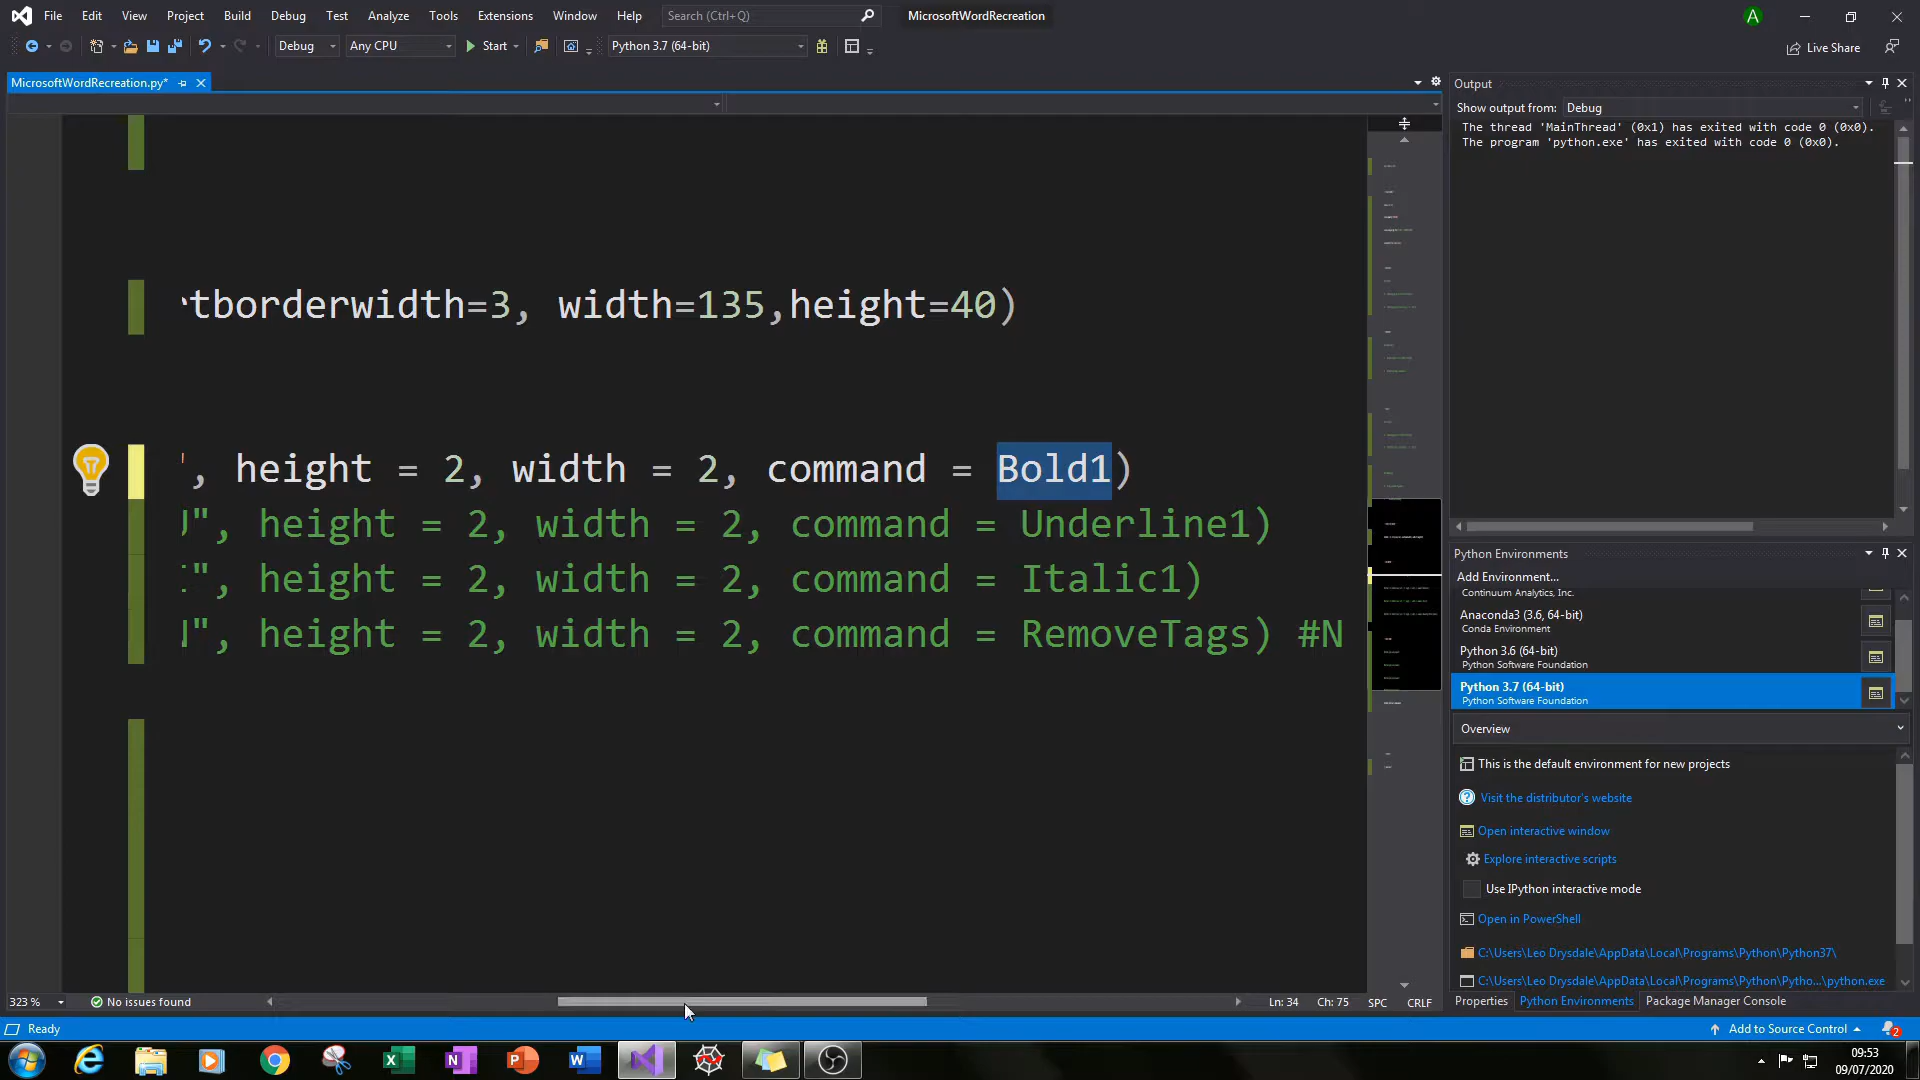 File Edit View Project Build Debug Test Analyze Tools Extensions Window Help Search (Ctrl+Q) MicrosoftWordRecreation A
Debug Any CPU Start Python 3.7 (64-bit) Live Share
MicrosoftWordRecreation.py*
tborderwidth=3, width=135,height=40)
", height = 2, width = 2, command = Bold1)
", height = 2, width = 2, command = Underline1)
", height = 2, width = 2, command = Italic1)
", height = 2, width = 2, command = RemoveTags) #N
323 % No issues found Ln: 34 Ch: 75 SPC CRLF
Output
Show output from: Debug
The thread 'MainThread' (0x1) has exited with code 0 (0x0).
The program 'python.exe' has exited with code 0 (0x0).
Python Environments
Add Environment...
Continuum Analytics, Inc.
Anaconda3 (3.6, 64-bit)
Conda Environment
Python 3.6 (64-bit)
Python Software Foundation
Python 3.7 (64-bit)
Python Software Foundation
Overview
This is the default environment for new projects
Visit the distributor's website
Open interactive window
Explore interactive scripts
Use IPython interactive mode
Open in PowerShell
C:\Users\Leo Drysdale\AppData\Local\Programs\Python\Python37\
C:\Users\Leo Drysdale\AppData\Local\Programs\Pytho...\python.exe
Properties Python Environments Package Manager Console
Ready Add to Source Control 2
09:53
09/07/2020